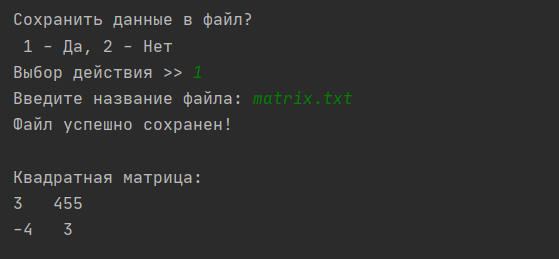 Сохранить данные в файл?
1 - Да, 2 - Нет
Выбор действия >> 1
Введите название файла: matrix.txt
Файл успешно сохранен!
Квадратная матрица:
3 455
-4 3